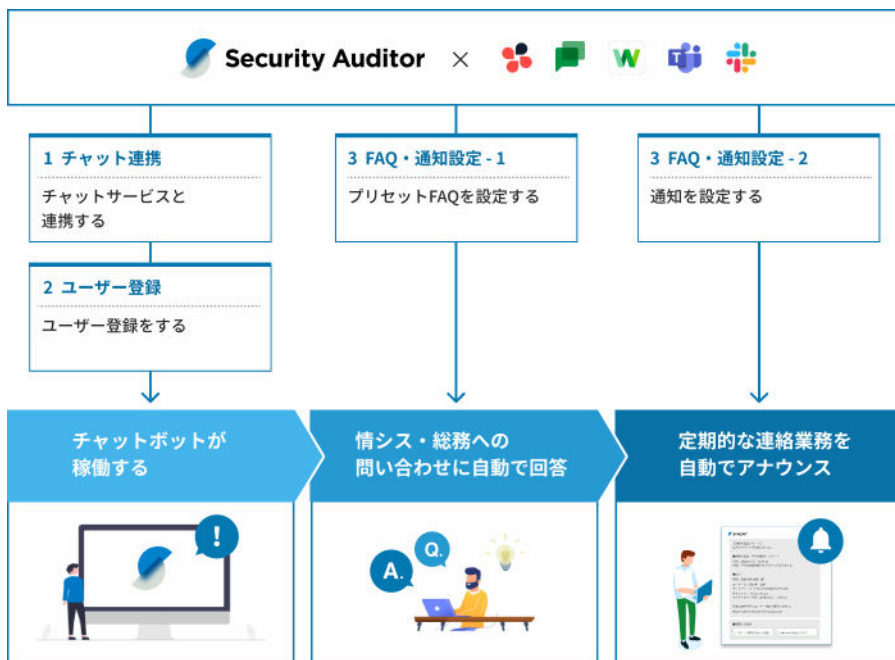 Security Auditor ×
1 チャット連携
チャットサービスと
連携する
2 ユーザー登録
ユーザー登録をする
3 FAQ・通知設定 - 1
プリセットFAQを設定する
3 FAQ・通知設定 - 2
通知を設定する
チャットボットが
稼働する
情シス・総務への
問い合わせに自動で回答
定期的な連絡業務を
自動でアナウンス
!
A.
Q.